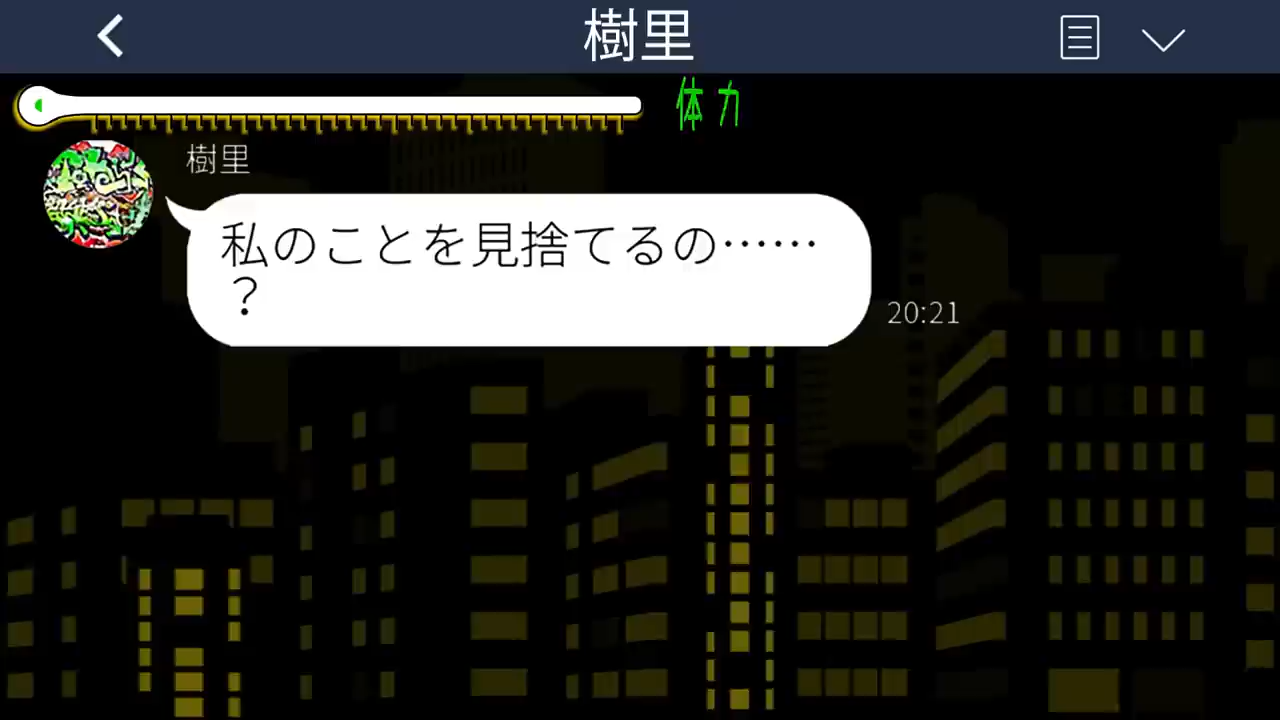 樹里
体力
樹里
私のことを見捨てるの……
？
20:21